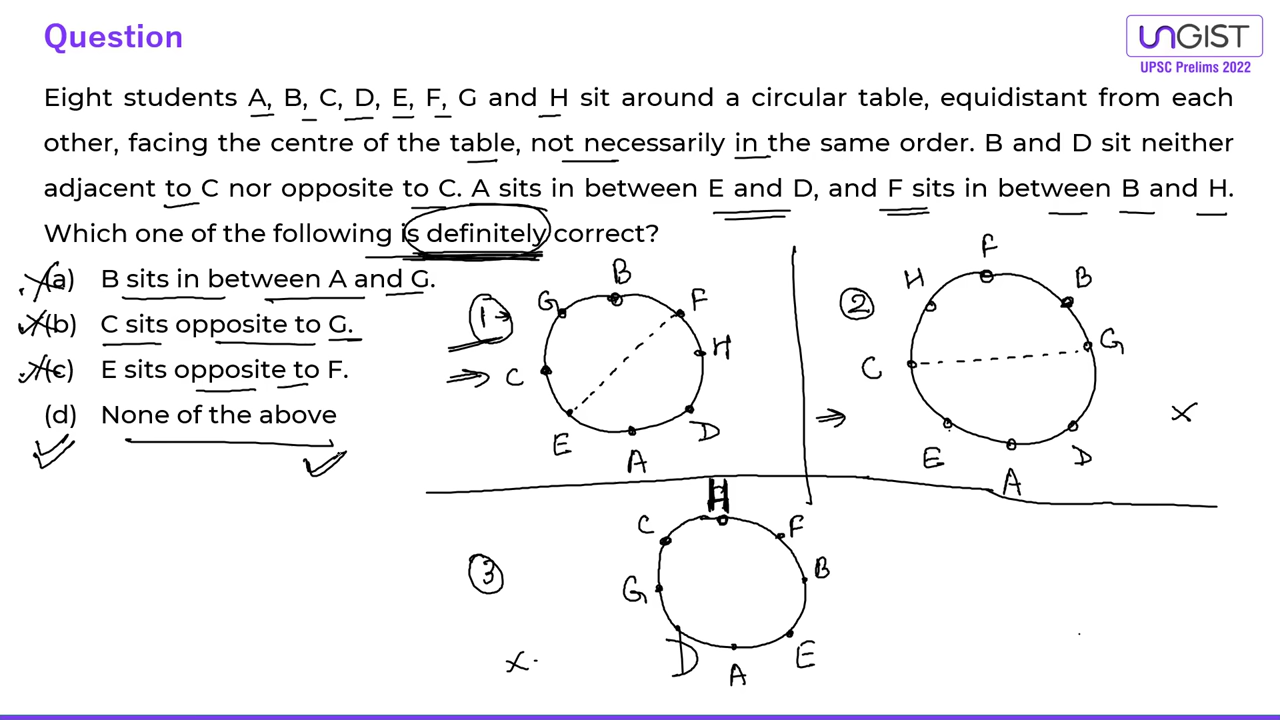 Question
UNGIST
UPSC Prelims 2022
Eight students A, B, C, D, E, F, G and H sit around a circular table, equidistant from each
other, facing the centre of the table, not necessarily in the same order. B and D sit neither
adjacent to C nor opposite to C. A sits in between E and D, and F sits in between B and H.
Which one of the following is definitely correct?
(a) B sits in between A and G.
(b) C sits opposite to G.
(c) E sits opposite to F.
(d) None of the above
1
B
G F
H
C
E D
A
2
F
H B
G
C
E D
A
X
3
H
C F
B
G
D E
A
X